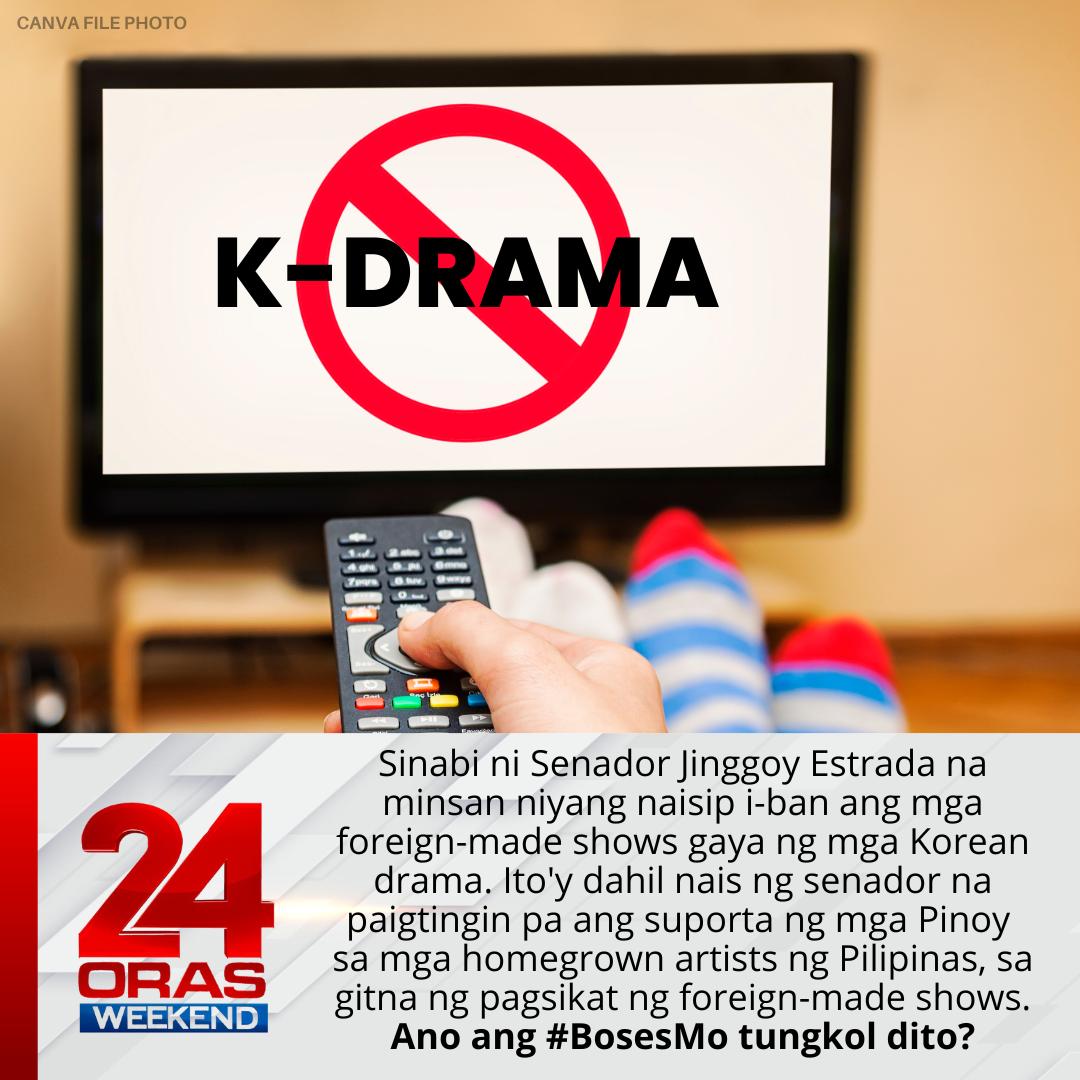 CANVA FILE PHOTO
K-DRAMA
Sinabi ni Senador Jinggoy Estrada na
minsan niyang naisip i-ban ang mga
foreign-made shows gaya ng mga Korean
drama. Ito'y dahil nais ng senador na
paigtingin pa ang suporta ng mga Pinoy
sa mga homegrown artists ng Pilipinas, sa
gitna ng pagsikat ng foreign-made shows.
Ano ang #BosesMo tungkol dito?
24
ORAS
WEEKEND